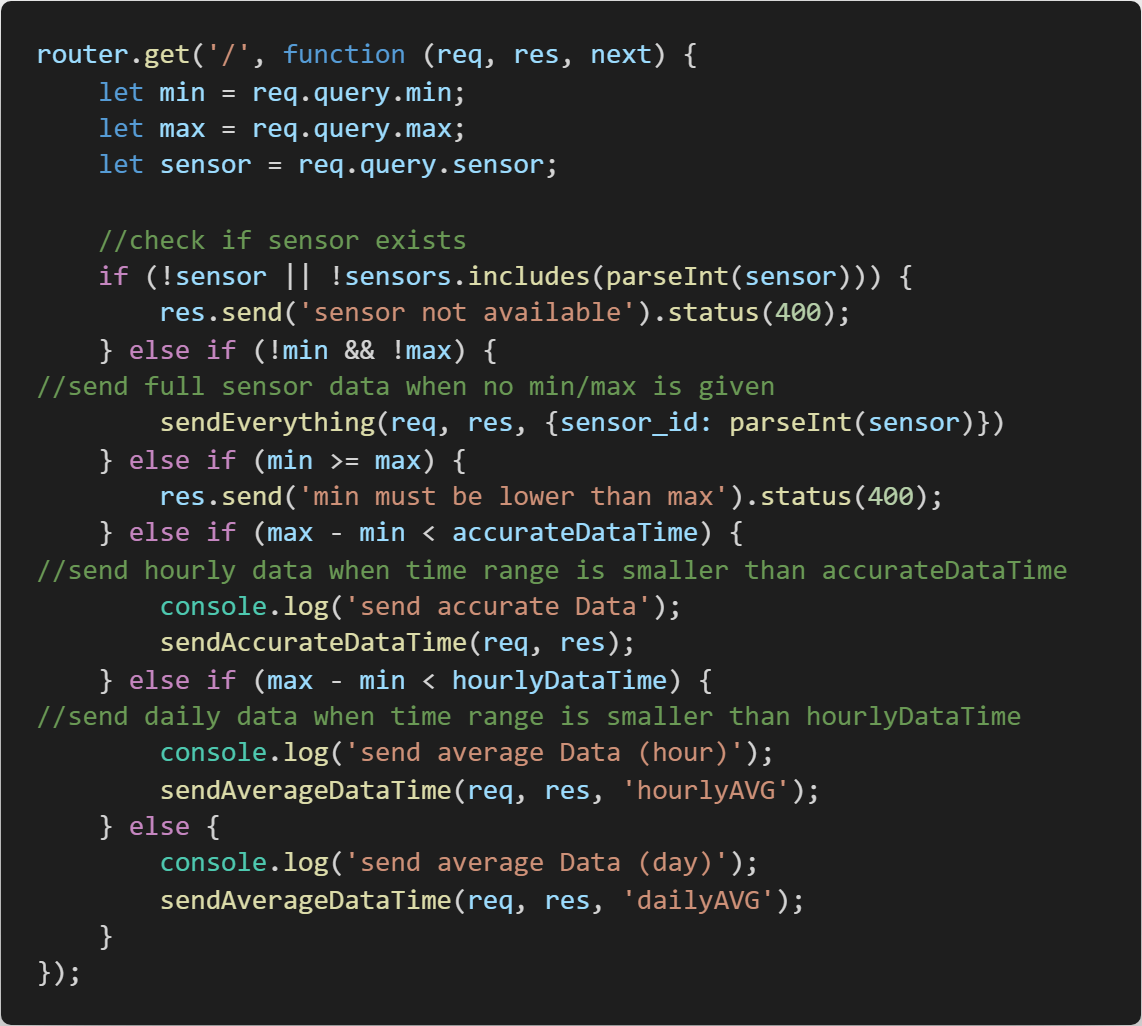 router.get('/', function (req, res, next) {
    let min = req.query.min;
    let max = req.query.max;
    let sensor = req.query.sensor;

    //check if sensor exists
    if (!sensor || !sensors.includes(parseInt(sensor))) {
        res.send('sensor not available').status(400);
    } else if (!min && !max) {
//send full sensor data when no min/max is given
        sendEverything(req, res, {sensor_id: parseInt(sensor)})
    } else if (min >= max) {
        res.send('min must be lower than max').status(400);
    } else if (max - min < accurateDataTime) {
//send hourly data when time range is smaller than accurateDataTime
        console.log('send accurate Data');
        sendAccurateDataTime(req, res);
    } else if (max - min < hourlyDataTime) {
//send daily data when time range is smaller than hourlyDataTime
        console.log('send average Data (hour)');
        sendAverageDataTime(req, res, 'hourlyAVG');
    } else {
        console.log('send average Data (day)');
        sendAverageDataTime(req, res, 'dailyAVG');
    }
});